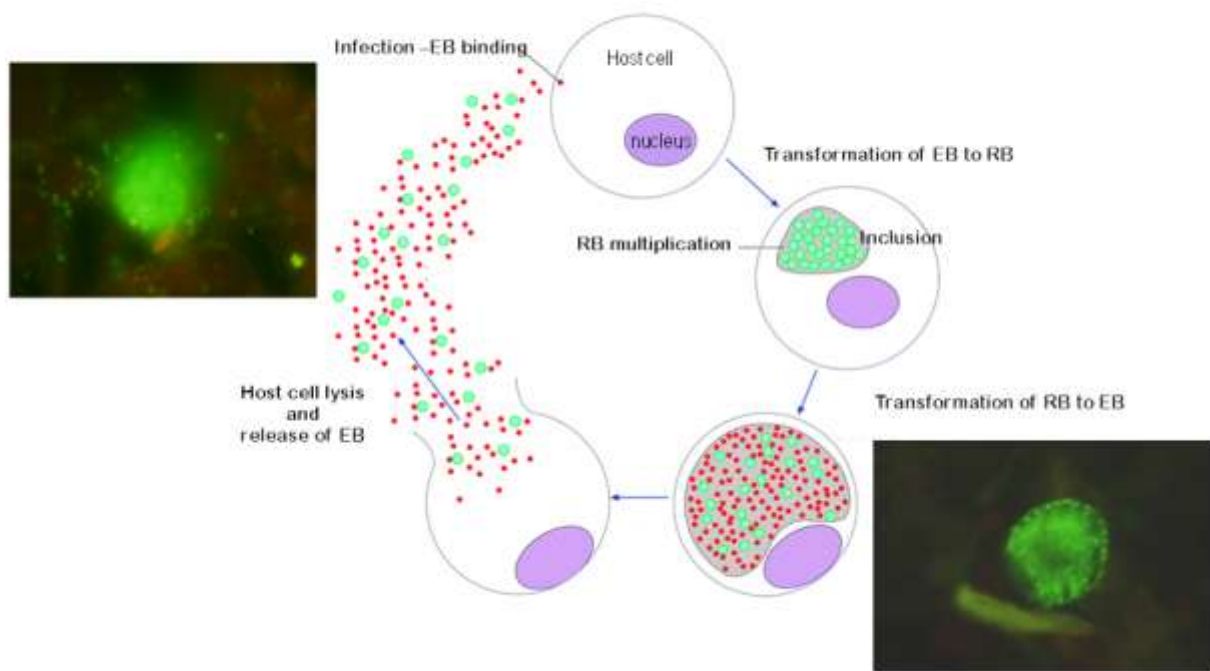 Infection –EB binding
Host cell
nucleus
Transformation of EB to RB
RB multiplication
Inclusion
Transformation of RB to EB
Host cell lysis
and
release of EB